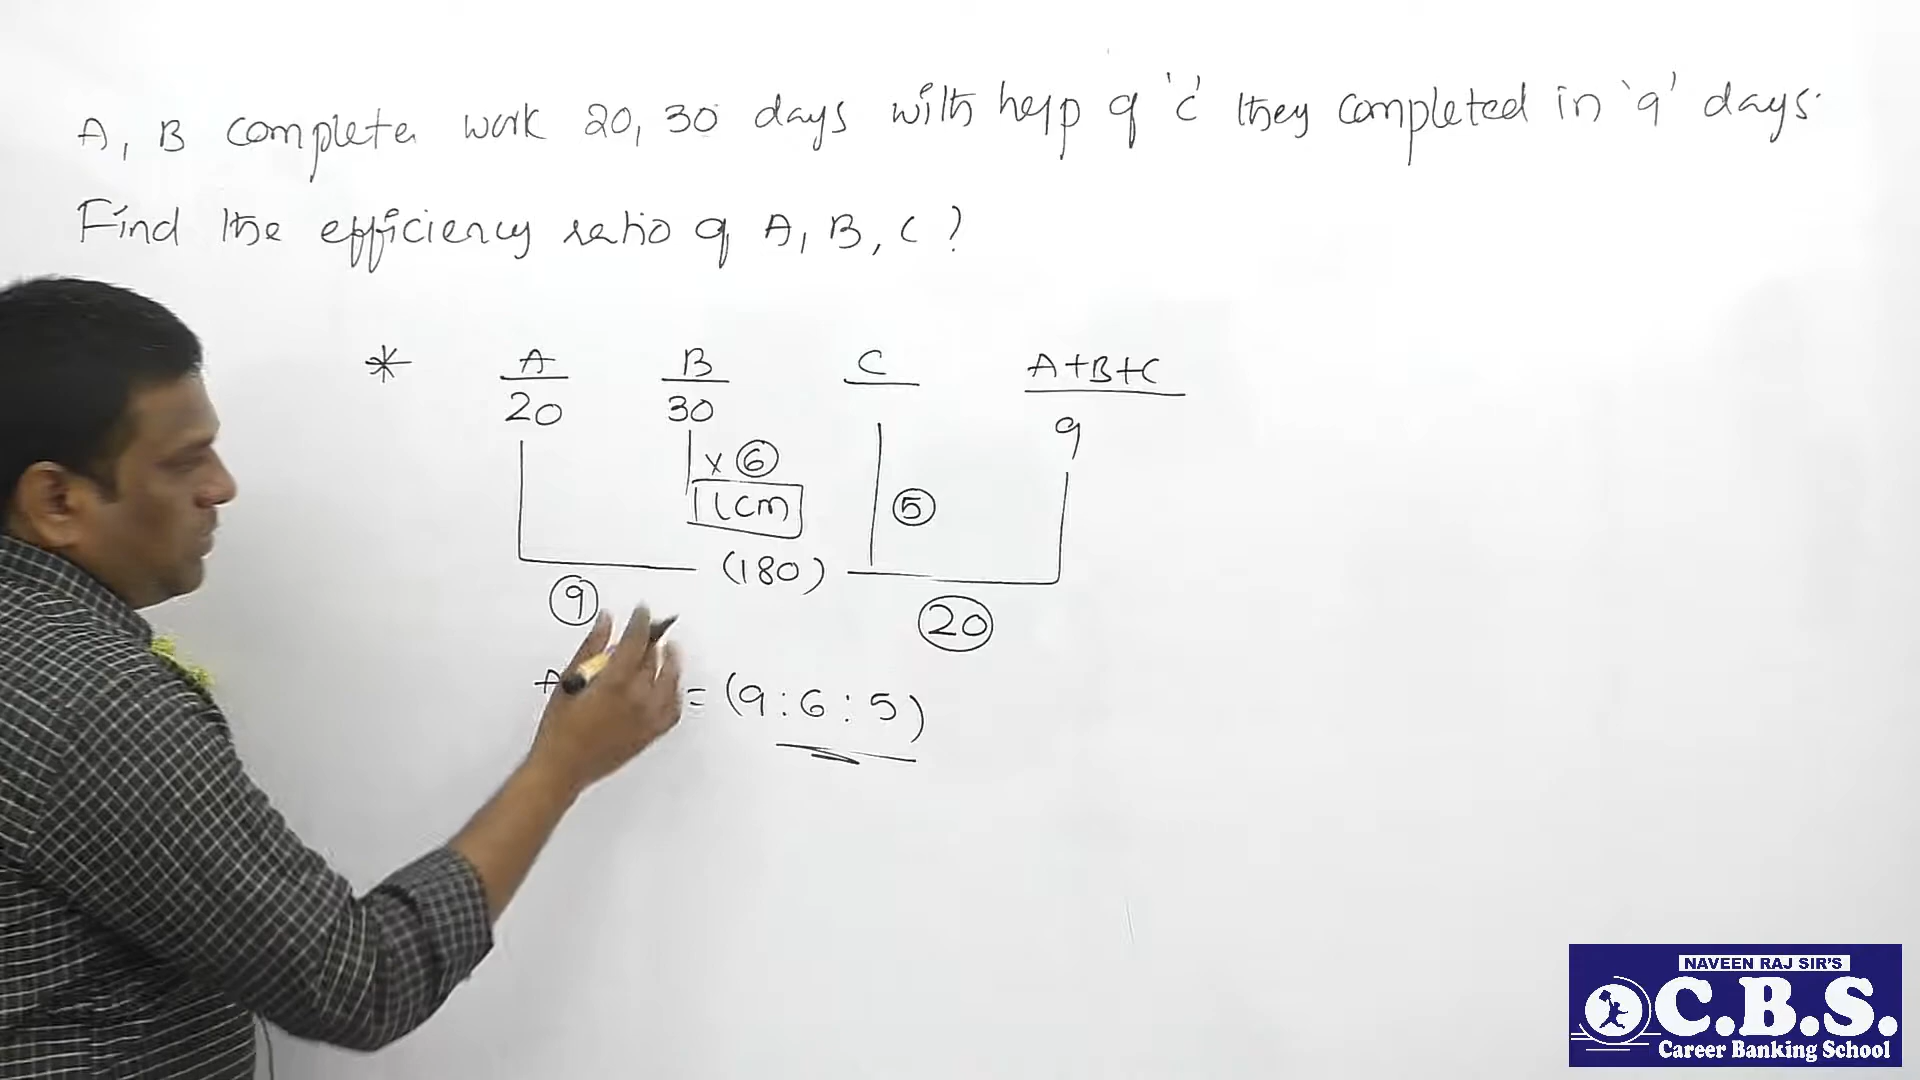 A, B complete work 20, 30 days with help of 'c' they completed in '9' days.
Find the efficiency ratio of A, B, C ?
* A B C A+B+C
20 30 9
x 6
lcm 5
(180)
9 20
A = (9:6:5)
NAVEEN RAJ SIR'S
C.B.S.
Career Banking School